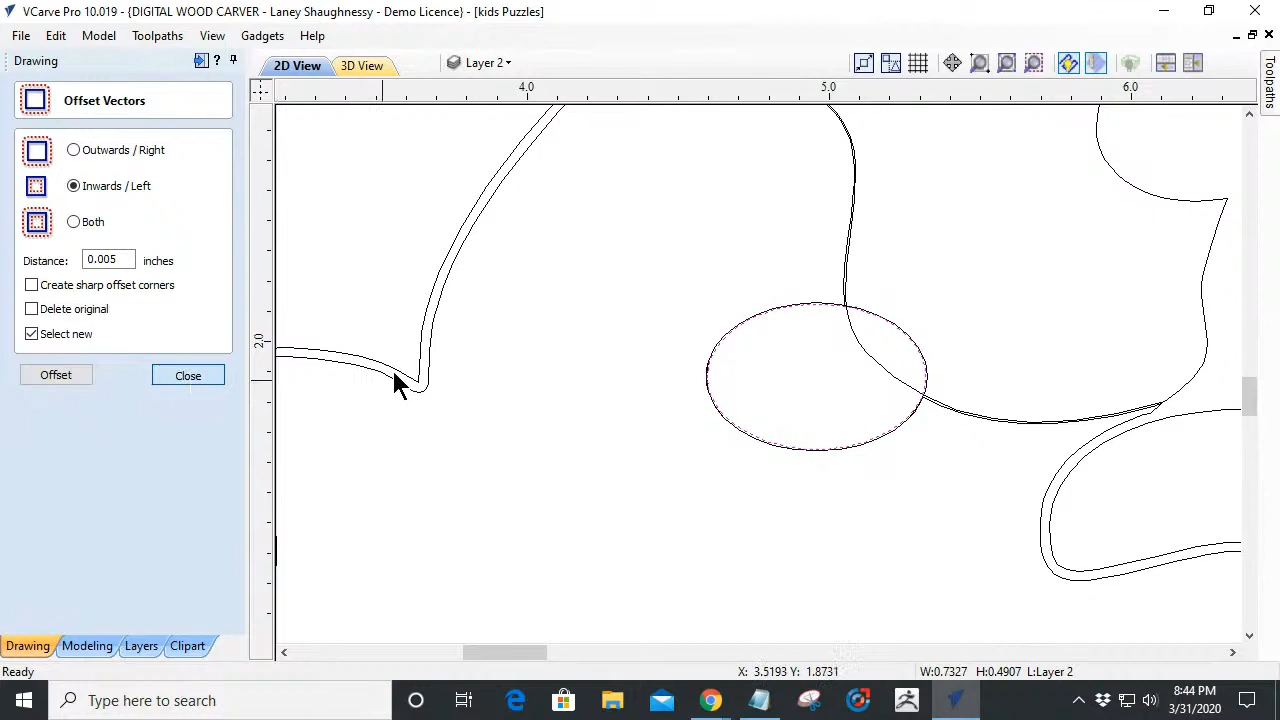 VCarve Pro 10.019 - {DIGITAL WOOD CARVER - Laney Shaughnessy - Demo Licence} - [kids Puzzles]
File Edit Model Toolpaths View Gadgets Help
Drawing
2D View 3D View Layer 2
Offset Vectors
4.0 5.0 6.0
Outwards / Right
Inwards / Left
Both
Distance: 0.005 inches
Create sharp offset corners
Delete original
Select new
Offset Close
2.0
Toolpaths
Drawing Modeling Layers Clipart
Ready X: 3.5193 Y: 1.8731 W:0.7327 H:0.4907 L:Layer 2
Type here to search
8:44 PM
3/31/2020